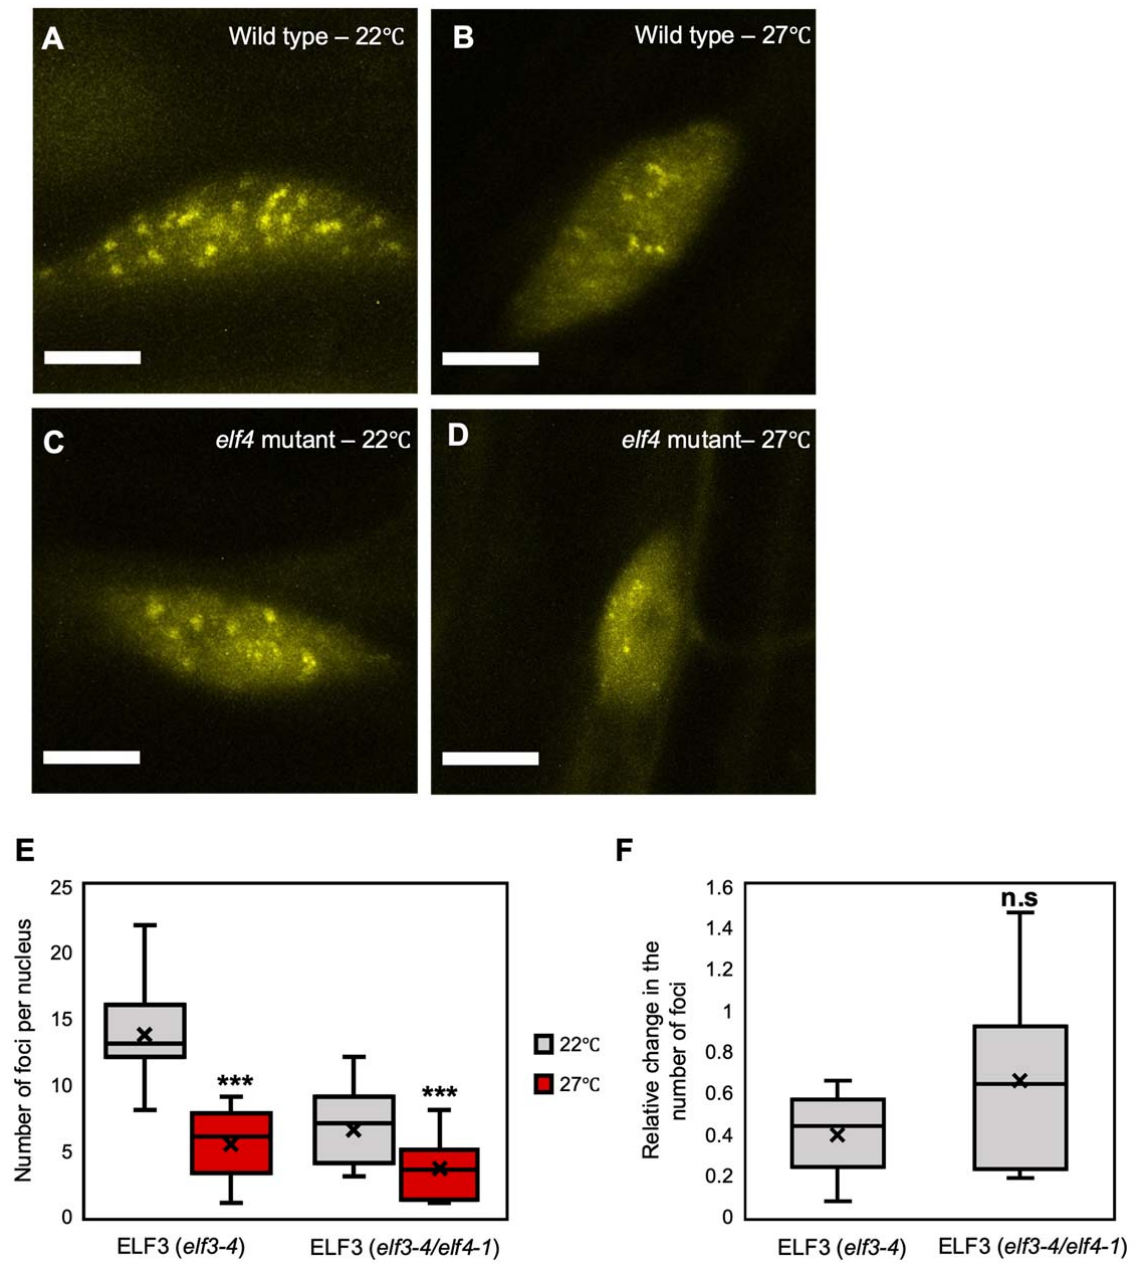 A
Wild type – 22℃
B
Wild type – 27℃
C
elf4 mutant – 22℃
D
elf4 mutant– 27℃
E
Number of foci per nucleus
25
20
15
10
5
0
***
***
ELF3 (elf3-4)
ELF3 (elf3-4/elf4-1)
22℃
27℃
F
Relative change in the
number of foci
1.6
1.4
1.2
1
0.8
0.6
0.4
0.2
0
n.s
ELF3 (elf3-4)
ELF3 (elf3-4/elf4-1)